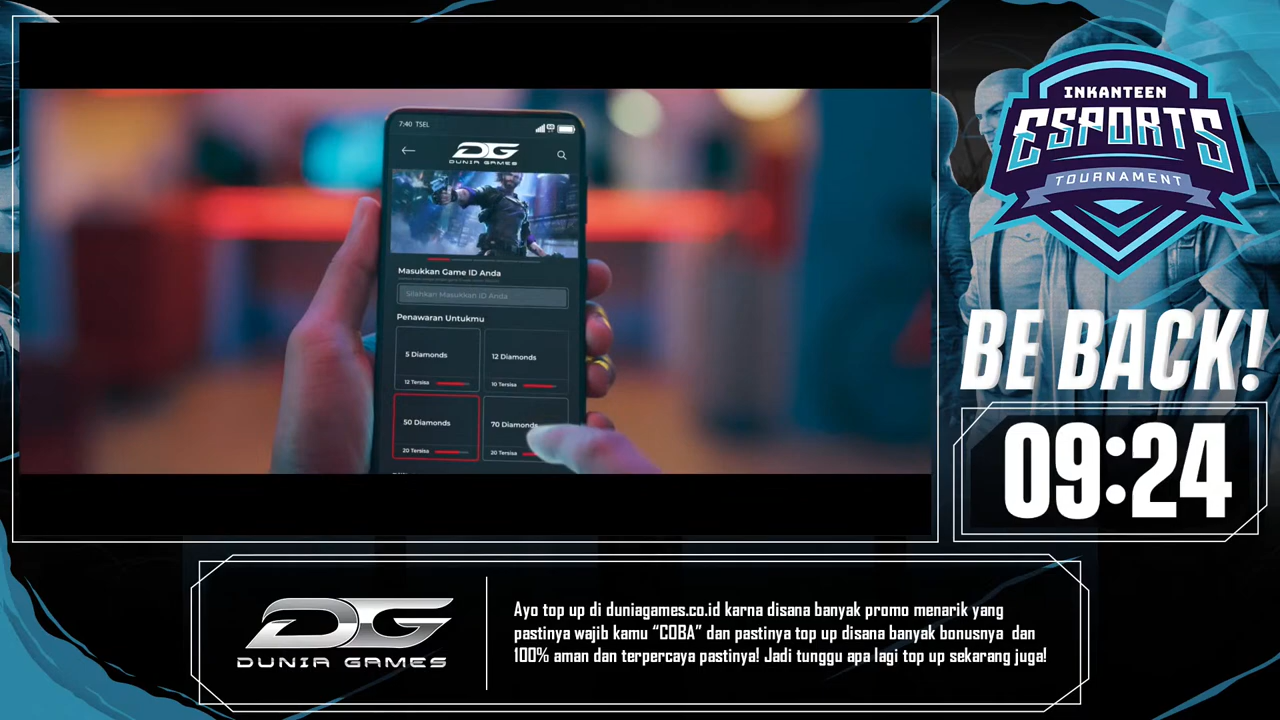 7:40 TSEL
DG
DUNIA GAMES
Masukkan Game ID Anda
Silahkan Masukkan ID Anda
Penawaran Untukmu
5 Diamonds
12 Diamonds
12 Tersisa
10 Tersisa
50 Diamonds
70 Diamonds
20 Tersisa
20 Tersisa
INKANTEEN
ESPORTS
TOURNAMENT
BE BACK!
09:24
DG
DUNIA GAMES
Ayo top up di duniagames.co.id karna disana banyak promo menarik yang
pastinya wajib kamu “COBA” dan pastinya top up disana banyak bonusnya dan
100% aman dan terpercaya pastinya! Jadi tunggu apa lagi top up sekarang juga!